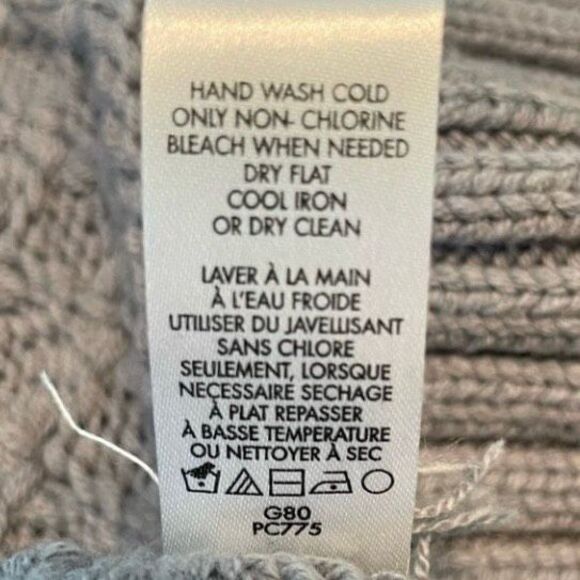 HAND WASH COLD
ONLY NON- CHLORINE
BLEACH WHEN NEEDED
DRY FLAT
COOL IRON
OR DRY CLEAN
LAVER À LA MAIN
À L'EAU FROIDE
UTILISER DU JAVELLISANT
SANS CHLORE
SEULEMENT, LORSQUE
NECESSAIRE SECHAGE
À PLAT REPASSER
À BASSE TEMPERATURE
OU NETTOYER À SEC
G80
PC775